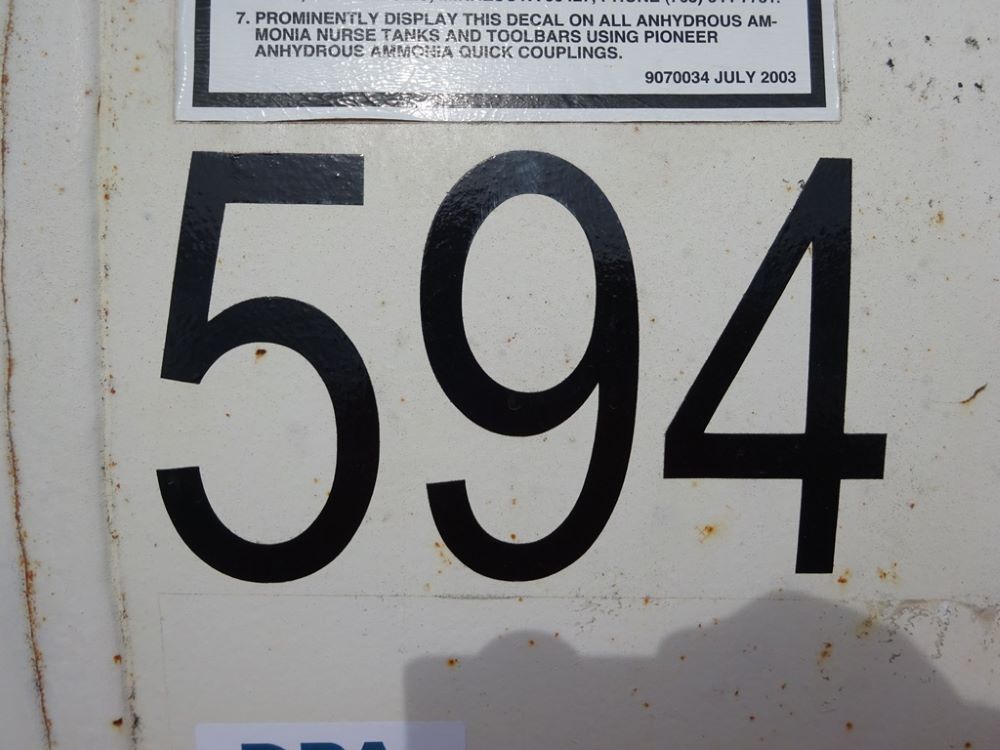 7. PROMINENTLY DISPLAY THIS DECAL ON ALL ANHYDROUS AM-
MONIA NURSE TANKS AND TOOLBARS USING PIONEER
ANHYDROUS AMMONIA QUICK COUPLINGS.
9070034 JULY 2003
594